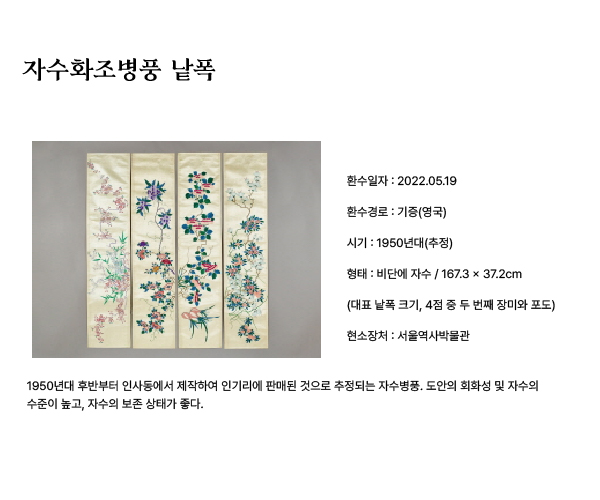 자수화조병풍 낱폭
환수일자 : 2022.05.19
환수경로 : 기증(영국)
시기 : 1950년대(추정)
형태 : 비단에 자수 / 167.3 × 37.2cm
(대표 낱폭 크기, 4점 중 두 번째 장미와 포도)
현소장처 : 서울역사박물관
1950년대 후반부터 인사동에서 제작하여 인기리에 판매된 것으로 추정되는 자수병풍. 도안의 회화성 및 자수의
수준이 높고, 자수의 보존 상태가 좋다.